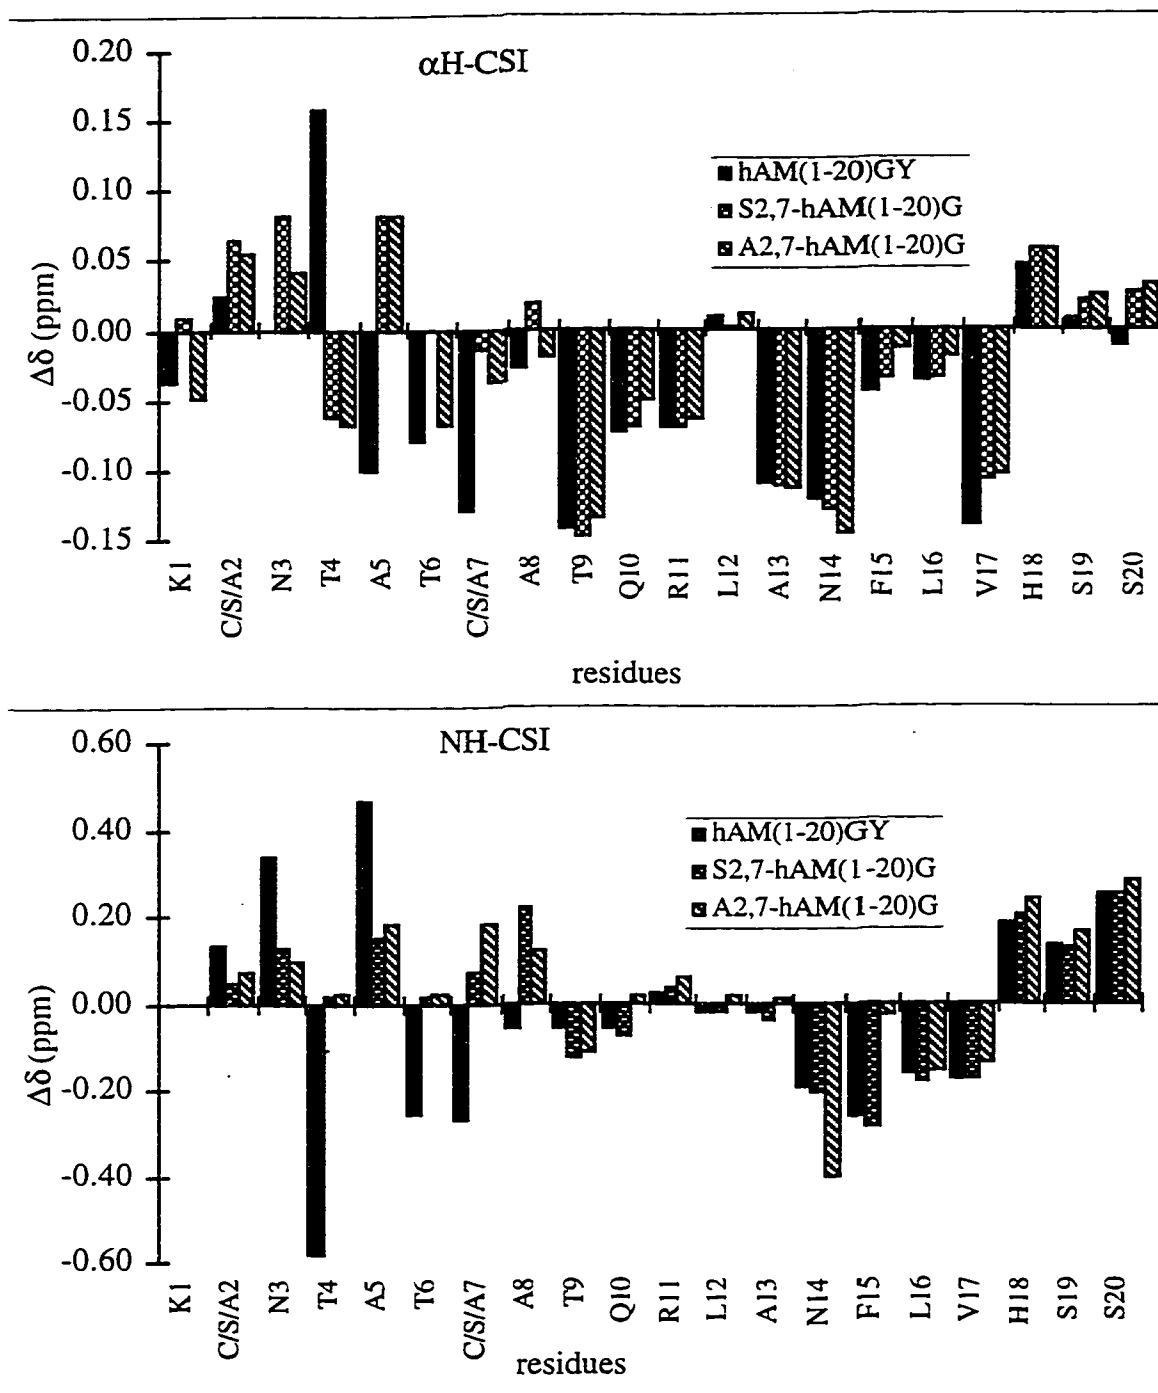 αH-CSI
0.20
0.15
0.10
0.05
0.00
-0.05
-0.10
-0.15
Δδ (ppm)
hAM(1-20)GY
S2,7-hAM(1-20)G
A2,7-hAM(1-20)G
K1
C/S/A2
N3
T4
A5
T6
C/S/A7
A8
T9
Q10
R11
L12
A13
N14
F15
L16
V17
H18
S19
S20
residues
NH-CSI
0.60
0.40
0.20
0.00
-0.20
-0.40
-0.60
Δδ (ppm)
hAM(1-20)GY
S2,7-hAM(1-20)G
A2,7-hAM(1-20)G
K1
C/S/A2
N3
T4
A5
T6
C/S/A7
A8
T9
Q10
R11
L12
A13
N14
F15
L16
V17
H18
S19
S20
residues